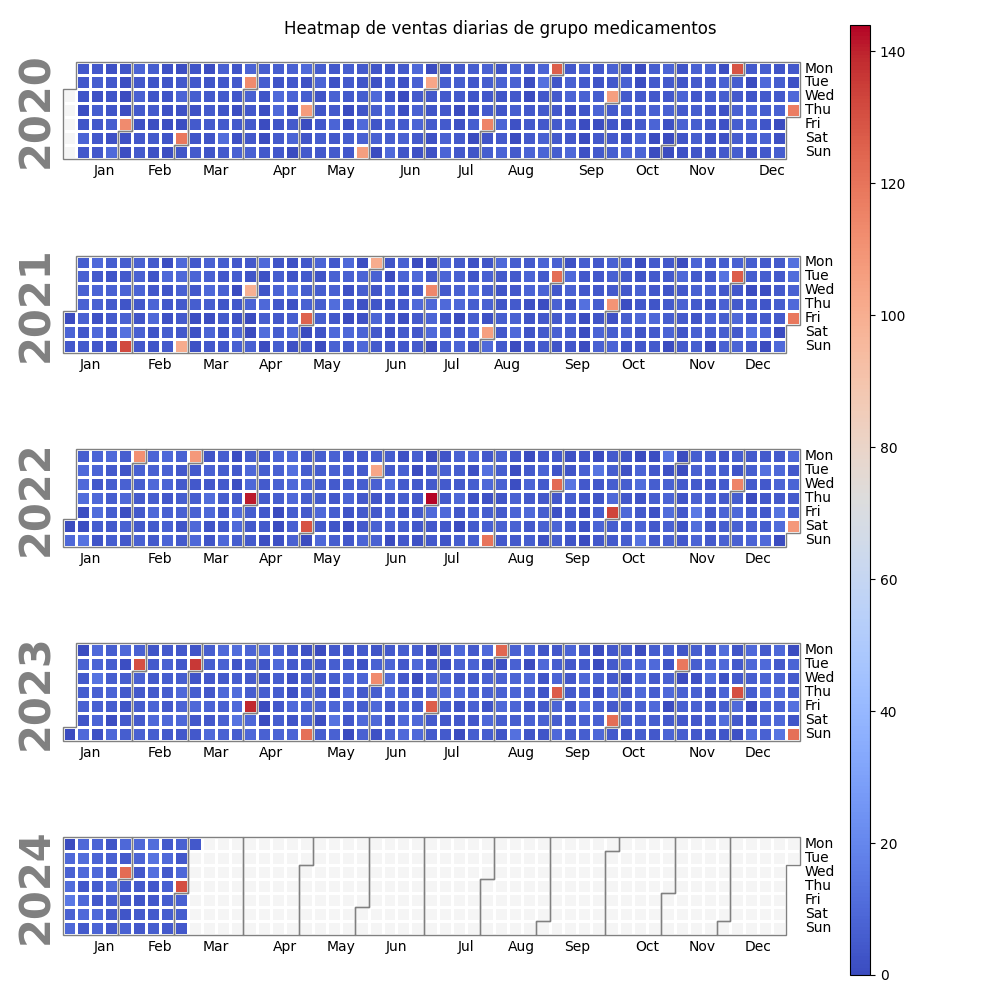 Heatmap de ventas diarias de grupo medicamentos
2020
Mon
Tue
Wed
Thu
Fri
Sat
Sun
Jan Feb Mar Apr May Jun Jul Aug Sep Oct Nov Dec
2021
Mon
Tue
Wed
Thu
Fri
Sat
Sun
Jan Feb Mar Apr May Jun Jul Aug Sep Oct Nov Dec
2022
Mon
Tue
Wed
Thu
Fri
Sat
Sun
Jan Feb Mar Apr May Jun Jul Aug Sep Oct Nov Dec
2023
Mon
Tue
Wed
Thu
Fri
Sat
Sun
Jan Feb Mar Apr May Jun Jul Aug Sep Oct Nov Dec
2024
Mon
Tue
Wed
Thu
Fri
Sat
Sun
Jan Feb Mar Apr May Jun Jul Aug Sep Oct Nov Dec
140
120
100
80
60
40
20
0